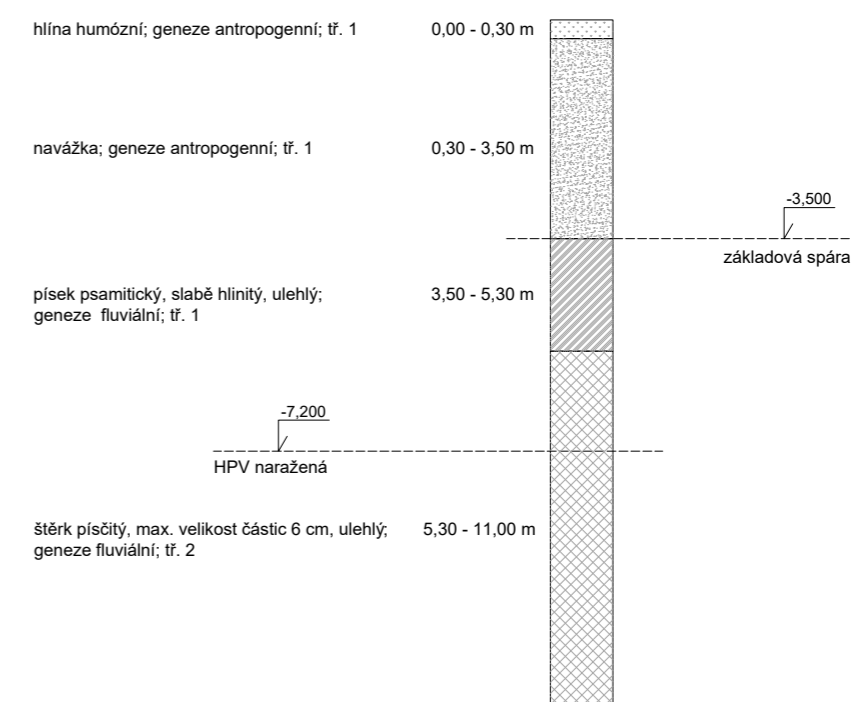 hlína humózní; geneze antropogenní; tř. 1 0,00 - 0,30 m
navážka; geneze antropogenní; tř. 1 0,30 - 3,50 m
-3,500
základová spára
písek psamitický, slabě hlinitý, ulehlý; 3,50 - 5,30 m
geneze fluviální; tř. 1
-7,200
HPV naražená
štěrk písčitý, max. velikost částic 6 cm, ulehlý; 5,30 - 11,00 m
geneze fluviální; tř. 2